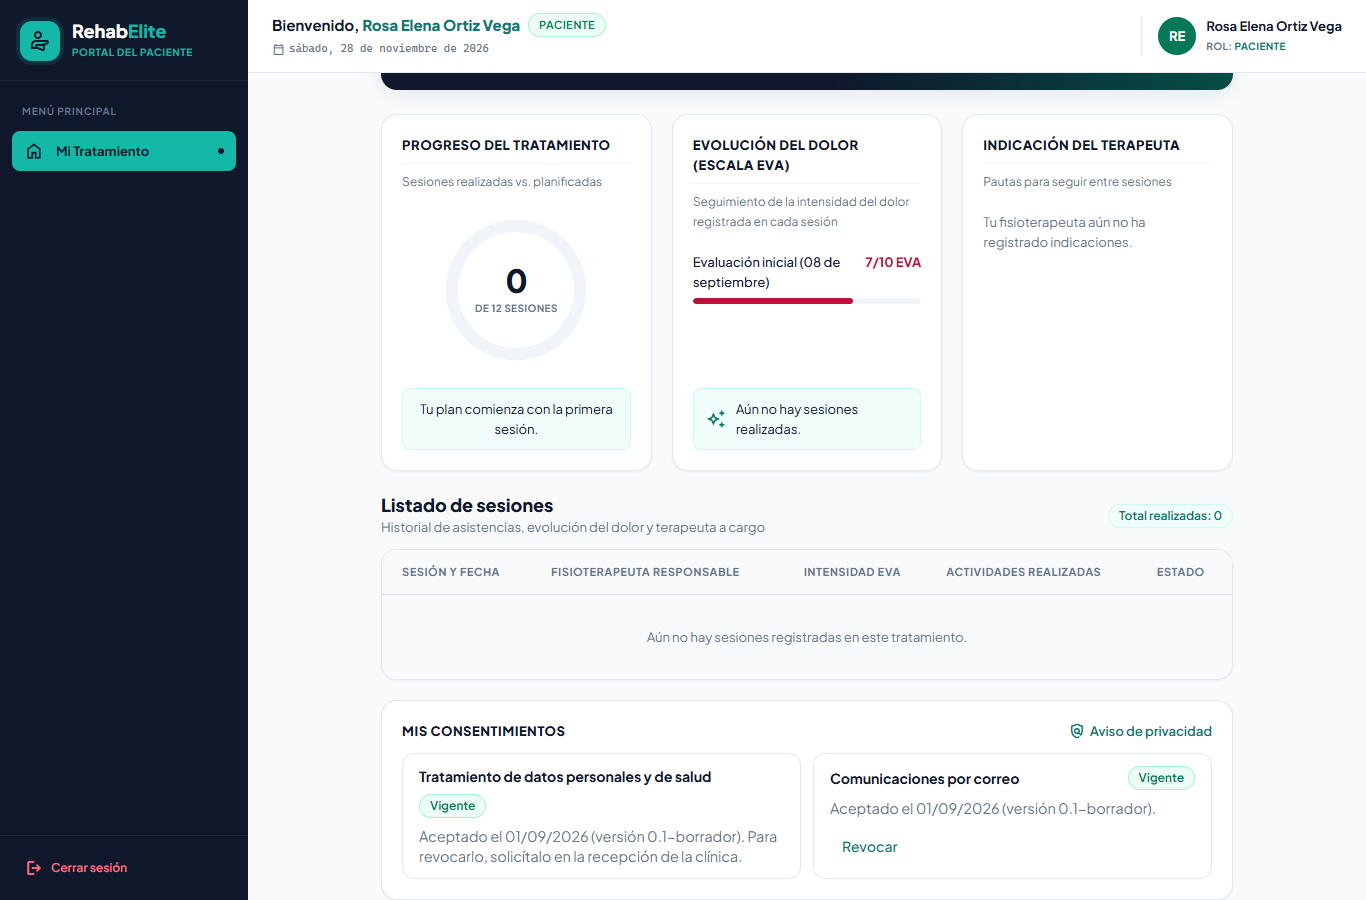 RehabElite
PORTAL DEL PACIENTE
MENÚ PRINCIPAL
Mi Tratamiento
Cerrar sesión
Bienvenido, Rosa Elena Ortiz Vega
PACIENTE
sábado, 28 de noviembre de 2026
RE
Rosa Elena Ortiz Vega
ROL: PACIENTE
PROGRESO DEL TRATAMIENTO
Sesiones realizadas vs. planificadas
0
DE 12 SESIONES
Tu plan comienza con la primera
sesión.
EVOLUCIÓN DEL DOLOR
(ESCALA EVA)
Seguimiento de la intensidad del dolor
registrada en cada sesión
Evaluación inicial (08 de
septiembre)
7/10 EVA
Aún no hay sesiones
realizadas.
INDICACIÓN DEL TERAPEUTA
Pautas para seguir entre sesiones
Tu fisioterapeuta aún no ha
registrado indicaciones.
Listado de sesiones
Historial de asistencias, evolución del dolor y terapeuta a cargo
Total realizadas: 0
SESIÓN Y FECHA
FISIOTERAPEUTA RESPONSABLE
INTENSIDAD EVA
ACTIVIDADES REALIZADAS
ESTADO
Aún no hay sesiones registradas en este tratamiento.
MIS CONSENTIMIENTOS
Aviso de privacidad
Tratamiento de datos personales y de salud
Vigente
Aceptado el 01/09/2026 (versión 0.1-borrador). Para
revocarlo, solicítalo en la recepción de la clínica.
Comunicaciones por correo
Vigente
Aceptado el 01/09/2026 (versión 0.1-borrador).
Revocar